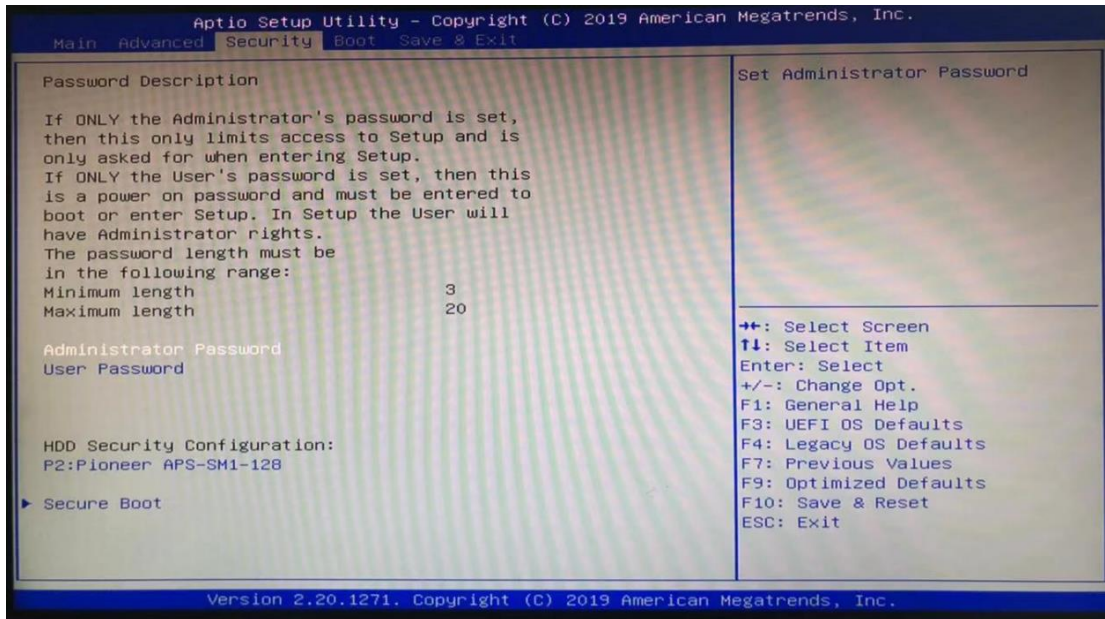 Aptio Setup Utility – Copyright (C) 2019 American Megatrends, Inc.
Main Advanced Security Boot Save & Exit
Password Description
If ONLY the Administrator's password is set,
then this only limits access to Setup and is
only asked for when entering Setup.
If ONLY the User's password is set, then this
is a power on password and must be entered to
boot or enter Setup. In Setup the User will
have Administrator rights.
The password length must be
in the following range:
Minimum length 3
Maximum length 20
Administrator Password
User Password
HDD Security Configuration:
P2:Pioneer APS-SM1-128
► Secure Boot
Set Administrator Password
→←: Select Screen
↑↓: Select Item
Enter: Select
+/-: Change Opt.
F1: General Help
F3: UEFI OS Defaults
F4: Legacy OS Defaults
F7: Previous Values
F9: Optimized Defaults
F10: Save & Reset
ESC: Exit
Version 2.20.1271. Copyright (C) 2019 American Megatrends, Inc.